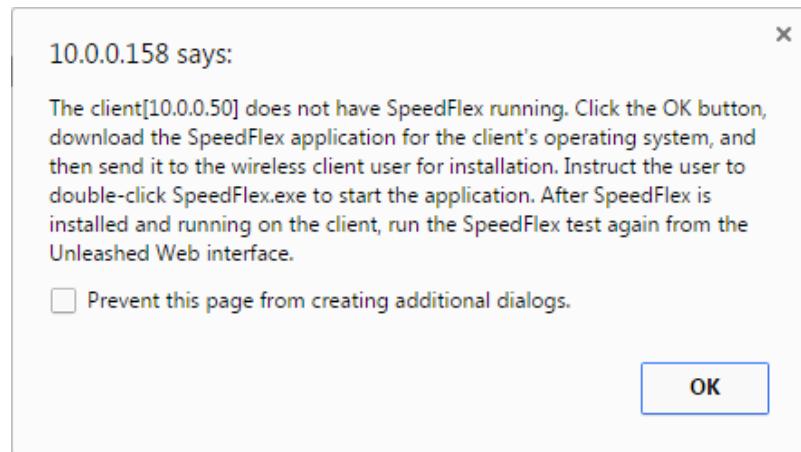 10.0.0.158 says:
The client[10.0.0.50] does not have SpeedFlex running. Click the OK button,
download the SpeedFlex application for the client's operating system, and
then send it to the wireless client user for installation. Instruct the user to
double-click SpeedFlex.exe to start the application. After SpeedFlex is
installed and running on the client, run the SpeedFlex test again from the
Unleashed Web interface.
Prevent this page from creating additional dialogs.
OK